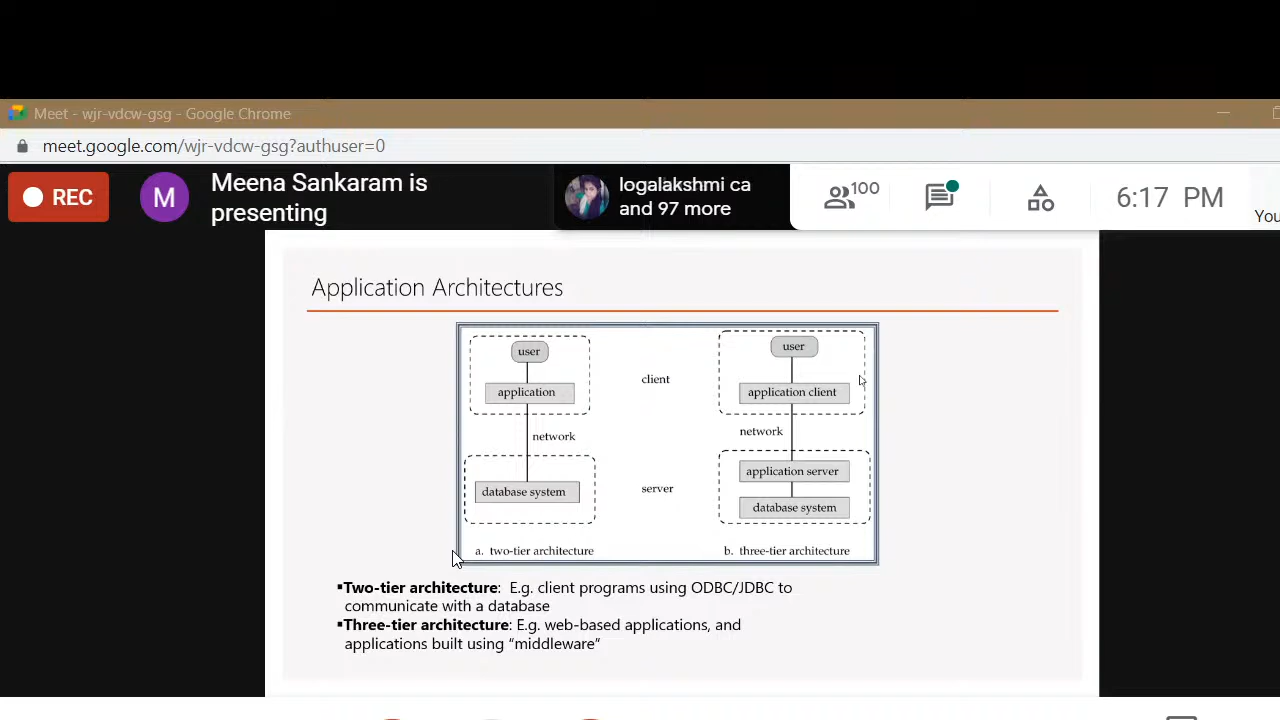 Meet - wjr-vdcw-gsg - Google Chrome
meet.google.com/wjr-vdcw-gsg?authuser=0
REC
M
Meena Sankaram is
presenting
logalakshmi ca
and 97 more
100
6:17 PM
You
Application Architectures
user
application
network
database system
client
server
user
application client
network
application server
database system
a. two-tier architecture
b. three-tier architecture
▪Two-tier architecture: E.g. client programs using ODBC/JDBC to
communicate with a database
▪Three-tier architecture: E.g. web-based applications, and
applications built using “middleware”